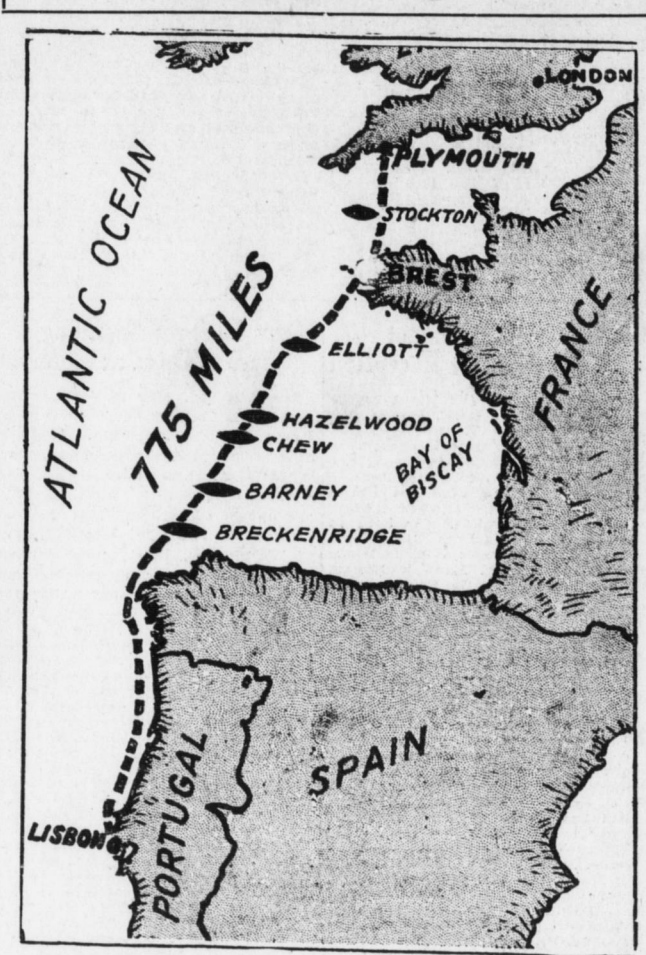 LONDON
PLYMOUTH
STOCKTON
BREST
ATLANTIC OCEAN
775 MILES
FRANCE
ELLIOTT
HAZELWOOD
CHEW
BAY OF
BISCAY
BARNEY
BRECKENRIDGE
SPAIN
PORTUGAL
LISBON